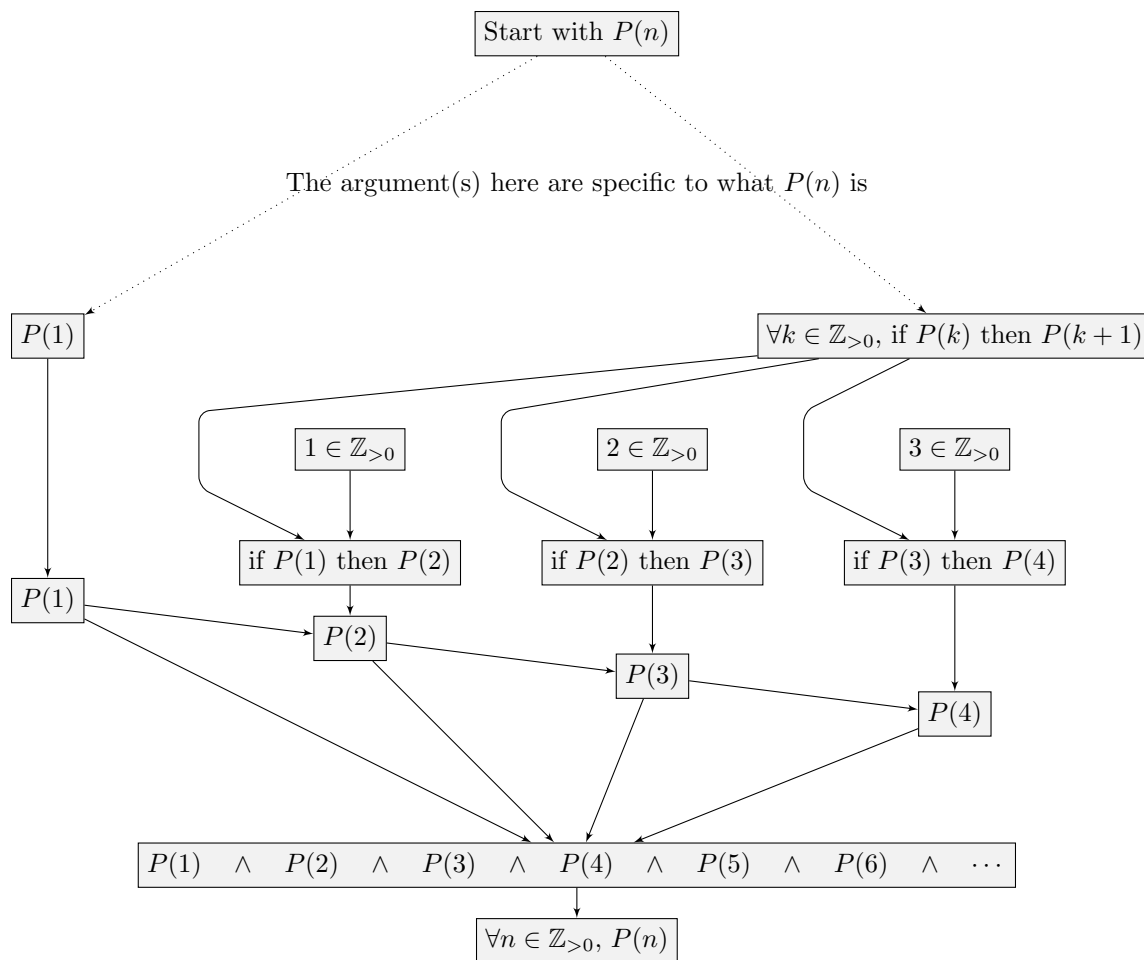 Start with P(n)
The argument(s) here are specific to what P(n) is
P(1)
∀k ∈ ℤ>0, if P(k) then P(k + 1)
1 ∈ ℤ>0
2 ∈ ℤ>0
3 ∈ ℤ>0
if P(1) then P(2)
if P(2) then P(3)
if P(3) then P(4)
P(1)
P(2)
P(3)
P(4)
P(1) ∧ P(2) ∧ P(3) ∧ P(4) ∧ P(5) ∧ P(6) ∧ ⋯
∀n ∈ ℤ>0, P(n)